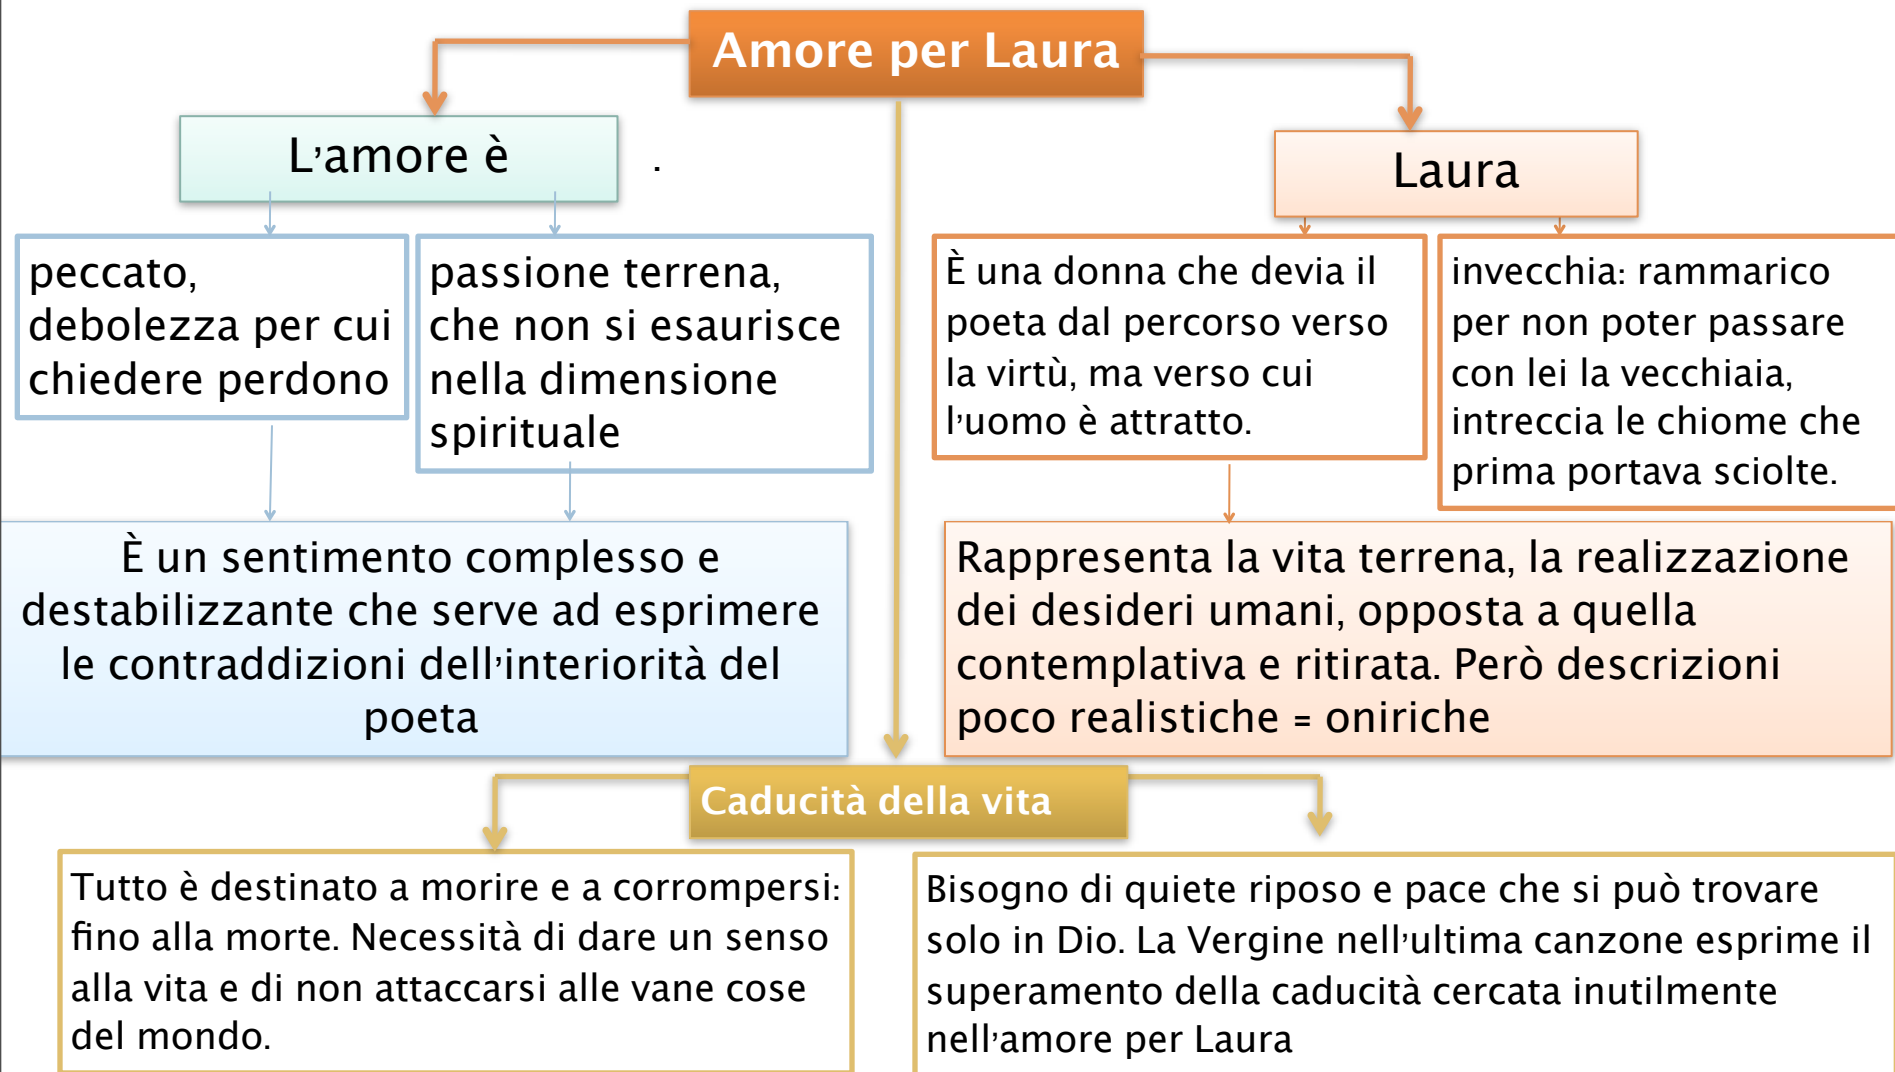 Amore per Laura
L'amore è
.
Laura
peccato,
debolezza per cui
chiedere perdono
passione terrena,
che non si esaurisce
nella dimensione
spirituale
È una donna che devia il
poeta dal percorso verso
la virtù, ma verso cui
l'uomo è attratto.
invecchia: rammarico
per non poter passare
con lei la vecchiaia,
intreccia le chiome che
prima portava sciolte.
È un sentimento complesso e
destabilizzante che serve ad esprimere
le contraddizioni dell'interiorità del
poeta
Rappresenta la vita terrena, la realizzazione
dei desideri umani, opposta a quella
contemplativa e ritirata. Però descrizioni
poco realistiche = oniriche
Caducità della vita
Tutto è destinato a morire e a corrompersi:
fino alla morte. Necessità di dare un senso
alla vita e di non attaccarsi alle vane cose
del mondo.
Bisogno di quiete riposo e pace che si può trovare
solo in Dio. La Vergine nell'ultima canzone esprime il
superamento della caducità cercata inutilmente
nell'amore per Laura